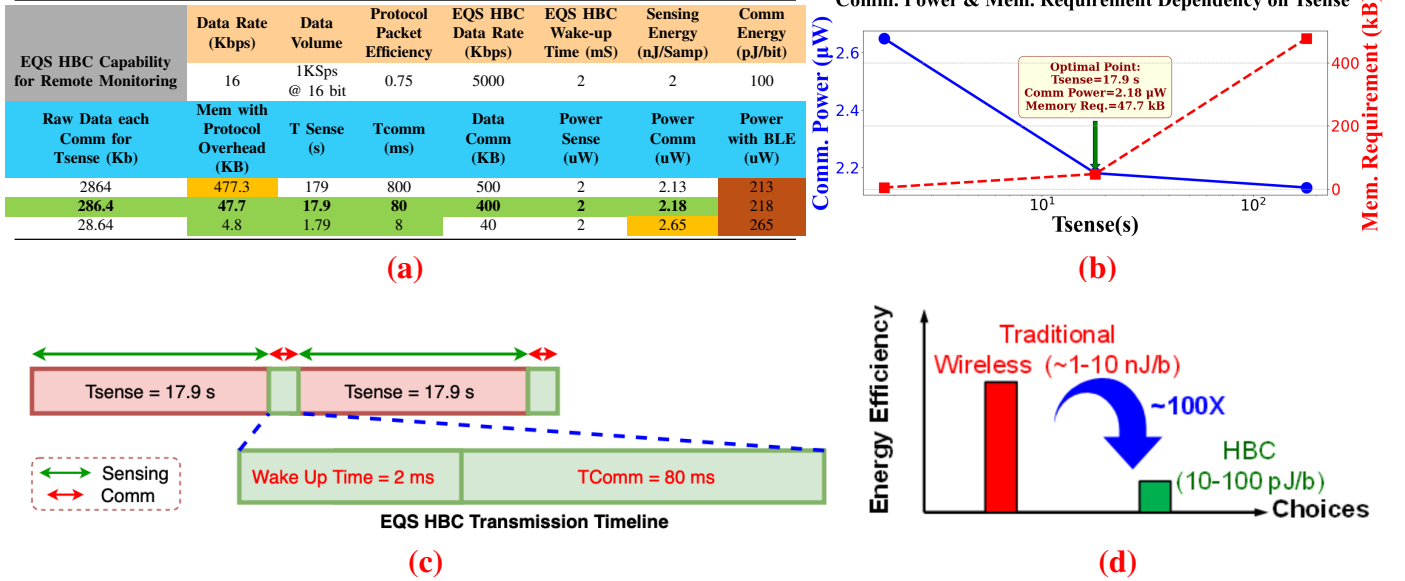 EQS HBC Capability
for Remote Monitoring
Data Rate
(Kbps)
Data
Volume
Protocol
Packet
Efficiency
EQS HBC
Data Rate
(Kbps)
EQS HBC
Wake-up
Time (mS)
Sensing
Energy
(nJ/Samp)
Comm
Energy
(pJ/bit)
16
1KSps
@ 16 bit
0.75
5000
2
2
100
Raw Data each
Comm for
Tsense (Kb)
Mem with
Protocol
Overhead
(KB)
T Sense
(s)
Tcomm
(ms)
Data
Comm
(KB)
Power
Sense
(uW)
Power
Comm
(uW)
Power
with BLE
(uW)
2864 477.3 179 800 500 2 2.13 213
286.4 47.7 17.9 80 400 2 2.18 218
28.64 4.8 1.79 8 40 2 2.65 265
(a)
Comm. Power & Mem. Requirement Dependency on Tsense
Comm. Power (μW)
2.6
2.4
2.2
Optimal Point:
Tsense=17.9 s
Comm Power=2.18 μW
Memory Req.=47.7 kB
400
200
0
Mem. Requirement (kB)
10¹
10²
Tsense(s)
(b)
Tsense = 17.9 s
Tsense = 17.9 s
Wake Up Time = 2 ms
TComm = 80 ms
Sensing
Comm
EQS HBC Transmission Timeline
(c)
Energy Efficiency
Traditional
Wireless (~1-10 nJ/b)
~100X
HBC
(10-100 pJ/b)
Choices
(d)